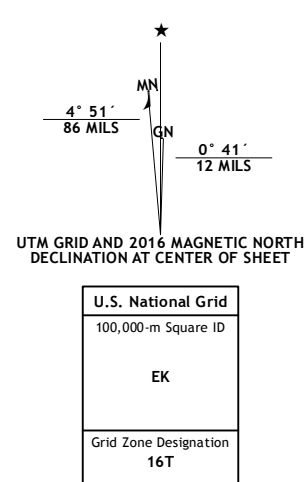 ★
MN
4° 51´
86 MILS
GN
0° 41´
12 MILS
UTM GRID AND 2016 MAGNETIC NORTH
DECLINATION AT CENTER OF SHEET
U.S. National Grid
100,000-m Square ID
EK
Grid Zone Designation
16T